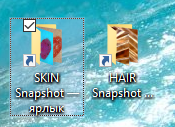 SKIN
Snapshot —
ярлык
HAIR
Snapshot ...